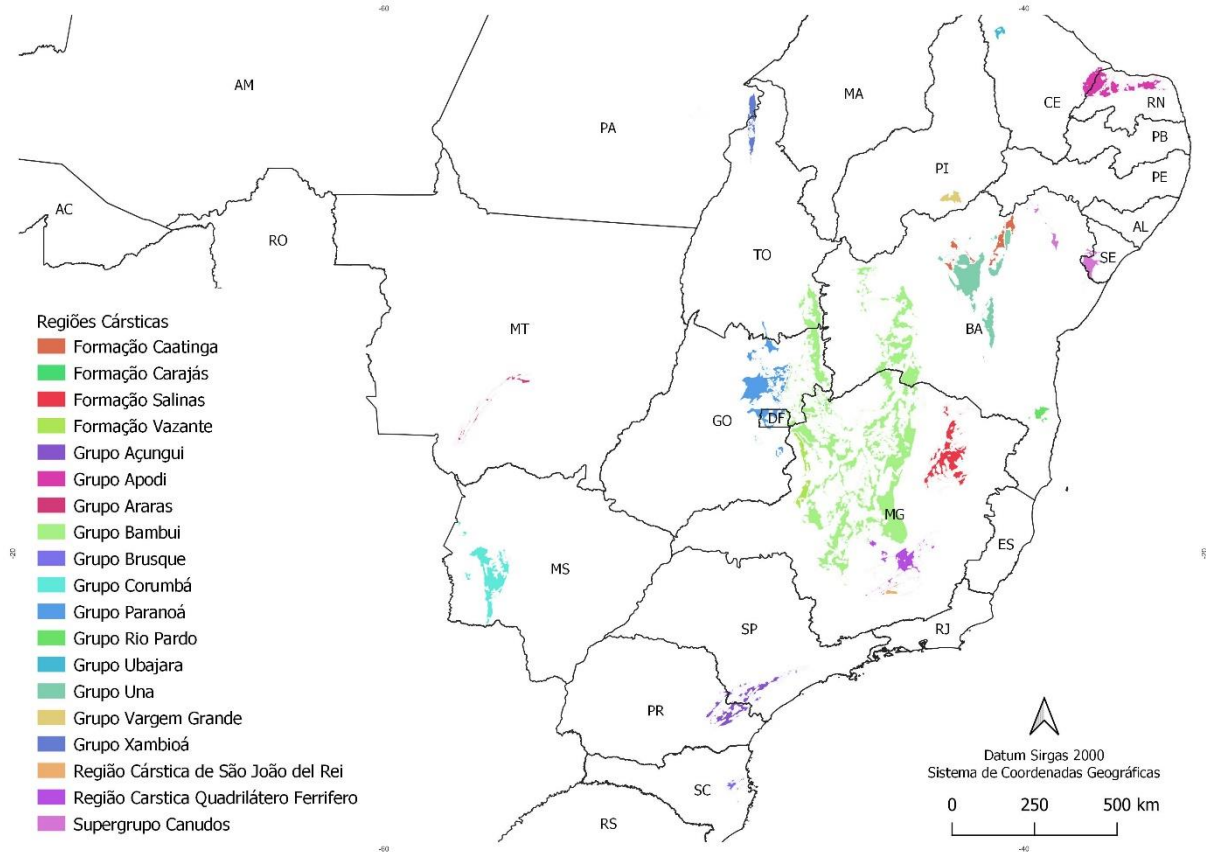 -60
-40
AM
PA
MA
CE
RN
PB
PI
PE
AC
AL
RO
SE
TO
BA
MT
Regiões Cársticas
Formação Caatinga
Formação Carajás
Formação Salinas
Formação Vazante
Grupo Açungui
Grupo Apodi
Grupo Araras
Grupo Bambui
Grupo Brusque
Grupo Corumbá
Grupo Paranoá
Grupo Rio Pardo
Grupo Ubajara
Grupo Una
Grupo Vargem Grande
Grupo Xambioá
Região Cárstica de São João del Rei
Região Carstica Quadrilátero Ferrifero
Supergrupo Canudos
GO
DF
MG
ES
-20
-20
MS
SP
RJ
PR
SC
RS
Datum Sirgas 2000
Sistema de Coordenadas Geográficas
0 250 500 km
-60
-40